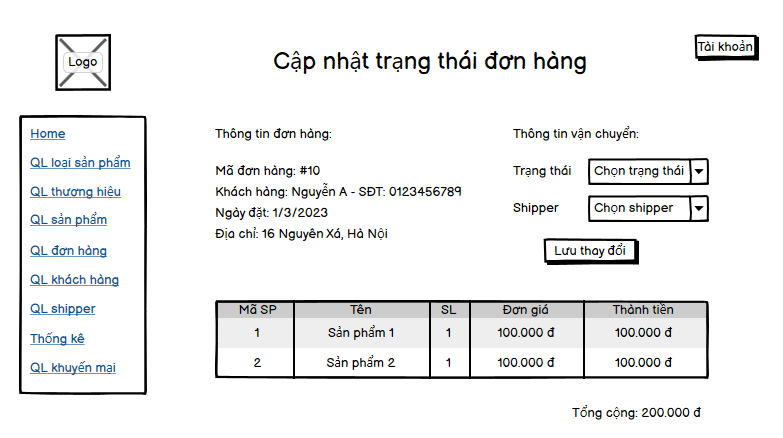 Logo
Cập nhật trạng thái đơn hàng
Tài khoản
Home
QL loại sản phẩm
QL thương hiệu
QL sản phẩm
QL đơn hàng
QL khách hàng
QL shipper
Thống kê
QL khuyến mại
Thông tin đơn hàng:
Mã đơn hàng: #10
Khách hàng: Nguyễn A - SĐT: 0123456789
Ngày đặt: 1/3/2023
Địa chỉ: 16 Nguyên Xá, Hà Nội
Thông tin vận chuyển:
Trạng thái Chọn trạng thái
Shipper Chọn shipper
Lưu thay đổi
Mã SP Tên SL Đơn giá Thành tiền
1 Sản phẩm 1 1 100.000 đ 100.000 đ
2 Sản phẩm 2 1 100.000 đ 100.000 đ
Tổng cộng: 200.000 đ